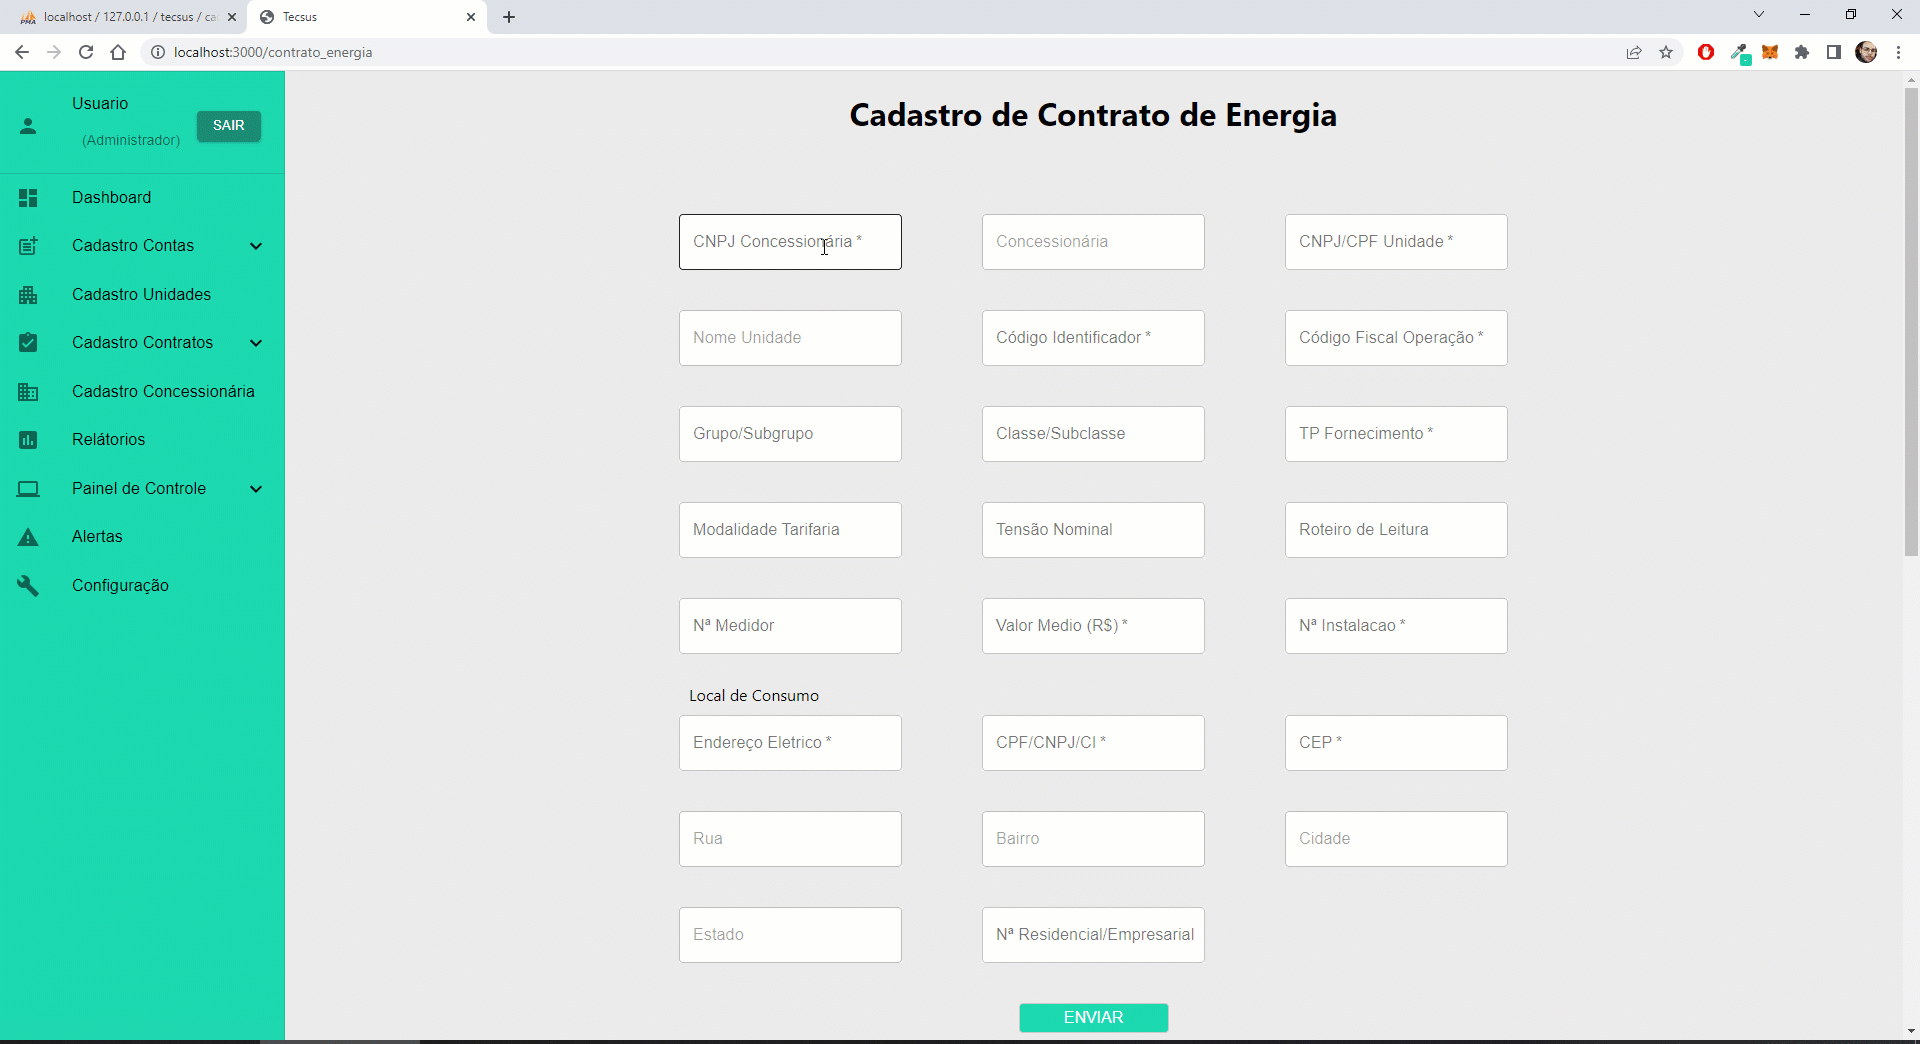 localhost / 127.0.0.1 / tecsus / ca
Tecsus
localhost:3000/contrato_energia
Usuario
(Administrador)
SAIR
Dashboard
Cadastro Contas
Cadastro Unidades
Cadastro Contratos
Cadastro Concessionária
Relátorios
Painel de Controle
Alertas
Configuração
Cadastro de Contrato de Energia
CNPJ Concessionária *
Concessionária
CNPJ/CPF Unidade *
Nome Unidade
Código Identificador *
Código Fiscal Operação *
Grupo/Subgrupo
Classe/Subclasse
TP Fornecimento *
Modalidade Tarifaria
Tensão Nominal
Roteiro de Leitura
Nª Medidor
Valor Medio (R$) *
Nª Instalacao *
Local de Consumo
Endereço Eletrico *
CPF/CNPJ/CI *
CEP *
Rua
Bairro
Cidade
Estado
Nª Residencial/Empresarial
ENVIAR